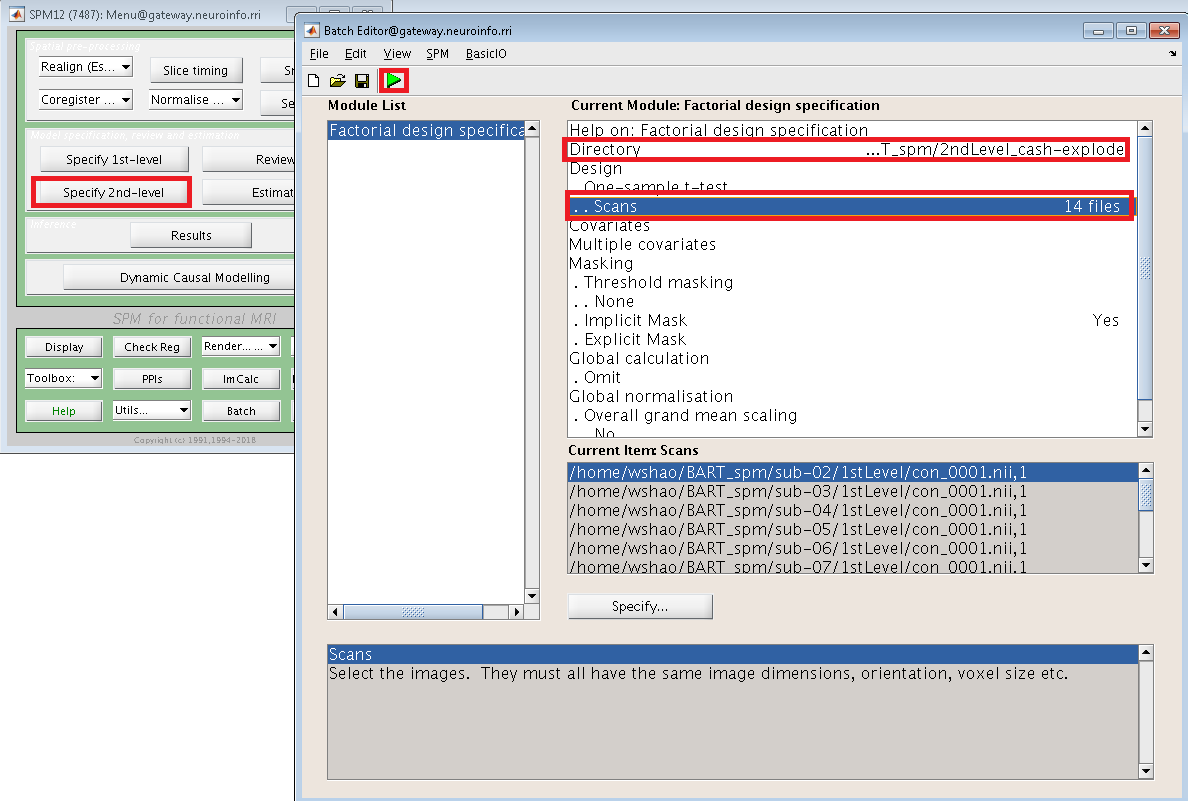 SPM12 (7487): Menu@gateway.neuroinfo.rri
Spatial pre-processing
Realign (Es...
Slice timing
Coregister ...
Normalise ...
Model specification, review and estimation
Specify 1st-level
Review
Specify 2nd-level
Estimat
Inference
Results
Dynamic Causal Modelling
SPM for functional MRI
Display
Check Reg
Render... ...
Toolbox:
PPIs
ImCalc
Help
Utils...
Batch
Copyright (c) 1991,1994-2018
Batch Editor@gateway.neuroinfo.rri
File Edit View SPM BasicIO
Module List
Factorial design specifica
Current Module: Factorial design specification
Help on: Factorial design specification
Directory ...T_spm/2ndLevel_cash-explode
Design
. One-sample t-test
. . Scans 14 files
Covariates
Multiple covariates
Masking
. Threshold masking
. . None
. Implicit Mask Yes
. Explicit Mask
Global calculation
. Omit
Global normalisation
. Overall grand mean scaling
. . No
Current Item: Scans
/home/wshao/BART_spm/sub-02/1stLevel/con_0001.nii,1
/home/wshao/BART_spm/sub-03/1stLevel/con_0001.nii,1
/home/wshao/BART_spm/sub-04/1stLevel/con_0001.nii,1
/home/wshao/BART_spm/sub-05/1stLevel/con_0001.nii,1
/home/wshao/BART_spm/sub-06/1stLevel/con_0001.nii,1
/home/wshao/BART_spm/sub-07/1stLevel/con_0001.nii,1
Specify...
Scans
Select the images. They must all have the same image dimensions, orientation, voxel size etc.